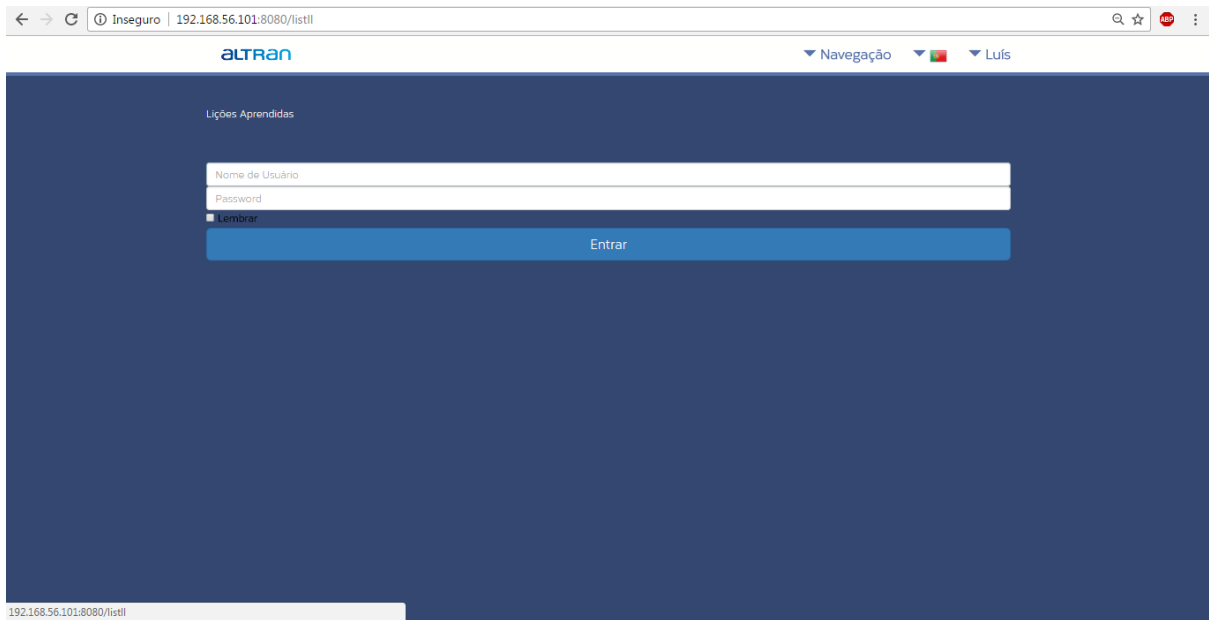 Inseguro | 192.168.56.101:8080/listll
ABP
aLTRan
Navegação
Luís
Lições Aprendidas
Nome de Usuário
Password
Lembrar
Entrar
192.168.56.101:8080/listll